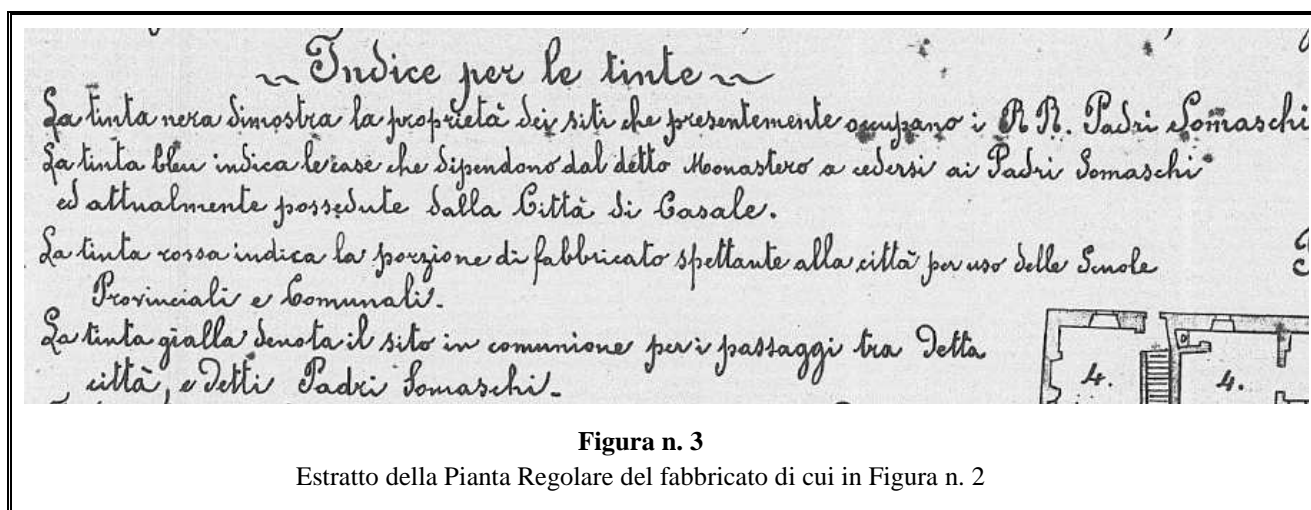 ~ Indice per le tinte ~
La tinta nera dimostra la proprietà dei siti che presentemente occupano i RR. Padri Somaschi
La tinta bleu indica le case che dipendono dal detto Monastero a cedersi ai Padri Somaschi
ed attualmente possedute dalla Città di Casale.
La tinta rossa indica la porzione di fabbricato spettante alla città per uso delle Scuole
Provinciali e Comunali.
La tinta gialla denota il sito in comunione per i passaggi tra detta
città, e detti Padri Somaschi.
4. 4.
Figura n. 3
Estratto della Pianta Regolare del fabbricato di cui in Figura n. 2